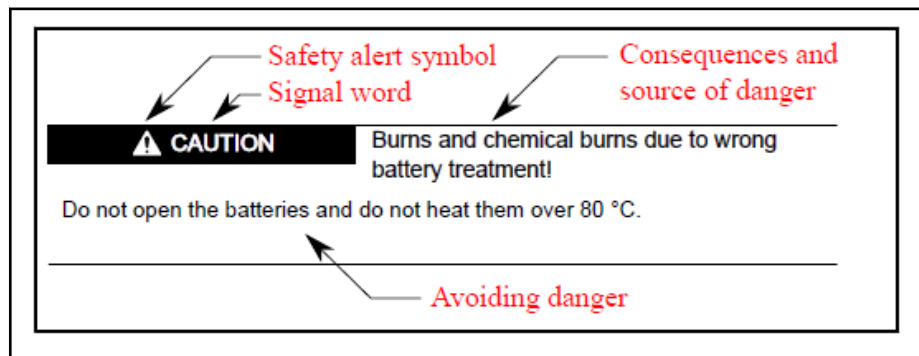 Safety alert symbol
Signal word
Consequences and
source of danger
CAUTION
Burns and chemical burns due to wrong
battery treatment!
Do not open the batteries and do not heat them over 80 °C.
Avoiding danger